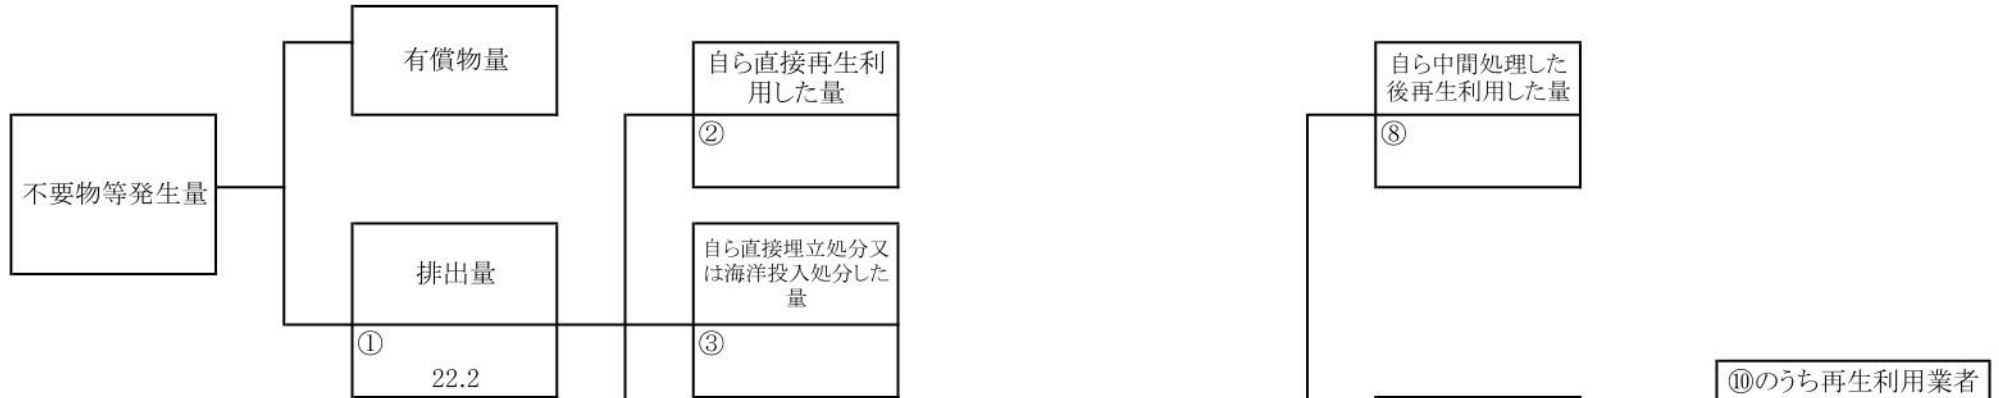 有償物量
自ら直接再生利
用した量
②
自ら中間処理した
後再生利用した量
⑧
不要物等発生量
排出量
①
22.2
自ら直接埋立処分又
は海洋投入処分した
量
③
⑩のうち再生利用業者